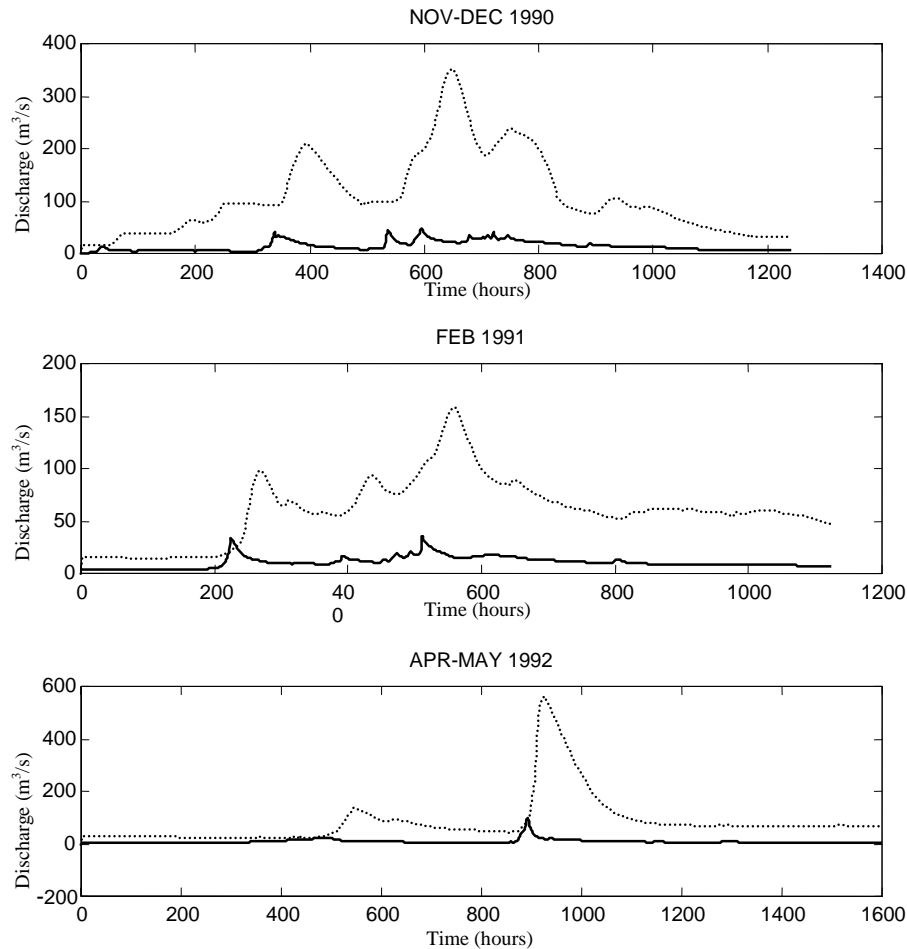 NOV-DEC 1990
400
300
200
100
0
Discharge (m³/s)
0 200 400 600 800 1000 1200 1400
Time (hours)
FEB 1991
200
150
100
50
0
Discharge (m³/s)
0 200 40 600 800 1000 1200
0
Time (hours)
APR-MAY 1992
600
400
200
0
-200
Discharge (m³/s)
0 200 400 600 800 1000 1200 1400 1600
Time (hours)